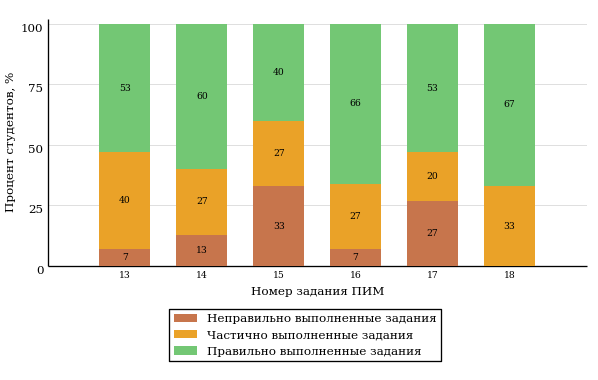 Процент студентов, %
100
75
50
25
0
53 60 40 66 53 67
40 27 27 27 20 33
7 13 33 7 27
13 14 15 16 17 18
Номер задания ПИМ
Неправильно выполненные задания
Частично выполненные задания
Правильно выполненные задания